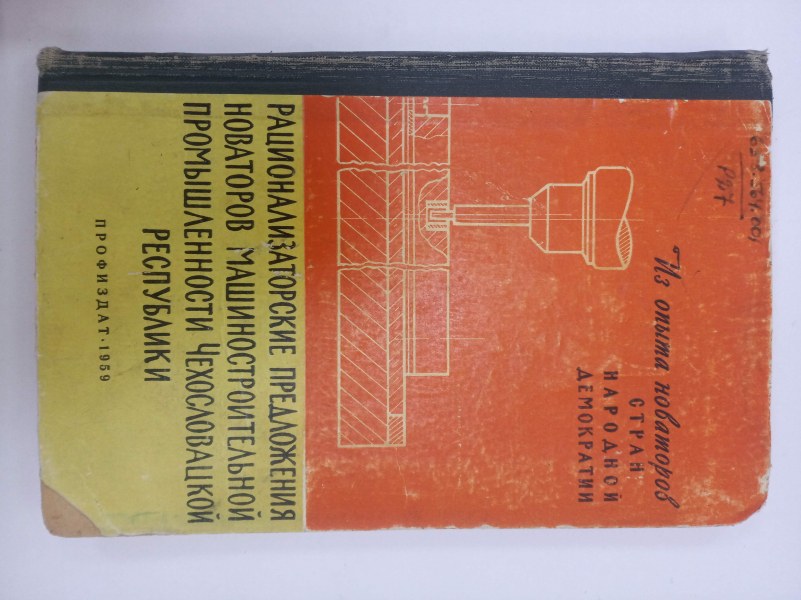 Из опыта новаторов
СТРАН
НАРОДНОЙ
ДЕМОКРАТИИ
РАЦИОНАЛИЗАТОРСКИЕ ПРЕДЛОЖЕНИЯ
НОВАТОРОВ МАШИНОСТРОИТЕЛЬНОЙ
ПРОМЫШЛЕННОСТИ ЧЕХОСЛОВАЦКОЙ
РЕСПУБЛИКИ
ПРОФИЗДАТ · 1959